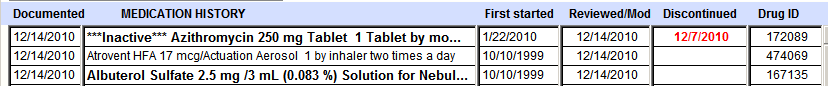 Documented MEDICATION HISTORY First started Reviewed/Mod Discontinued Drug ID
12/14/2010 ***Inactive*** Azithromycin 250 mg Tablet 1 Tablet by mo... 1/22/2010 12/14/2010 12/7/2010 172089
12/14/2010 Atrovent HFA 17 mcg/Actuation Aerosol 1 by inhaler two times a day 10/10/1999 12/14/2010 474069
12/14/2010 Albuterol Sulfate 2.5 mg /3 mL (0.083 %) Solution for Nebul... 10/10/1999 12/14/2010 167135